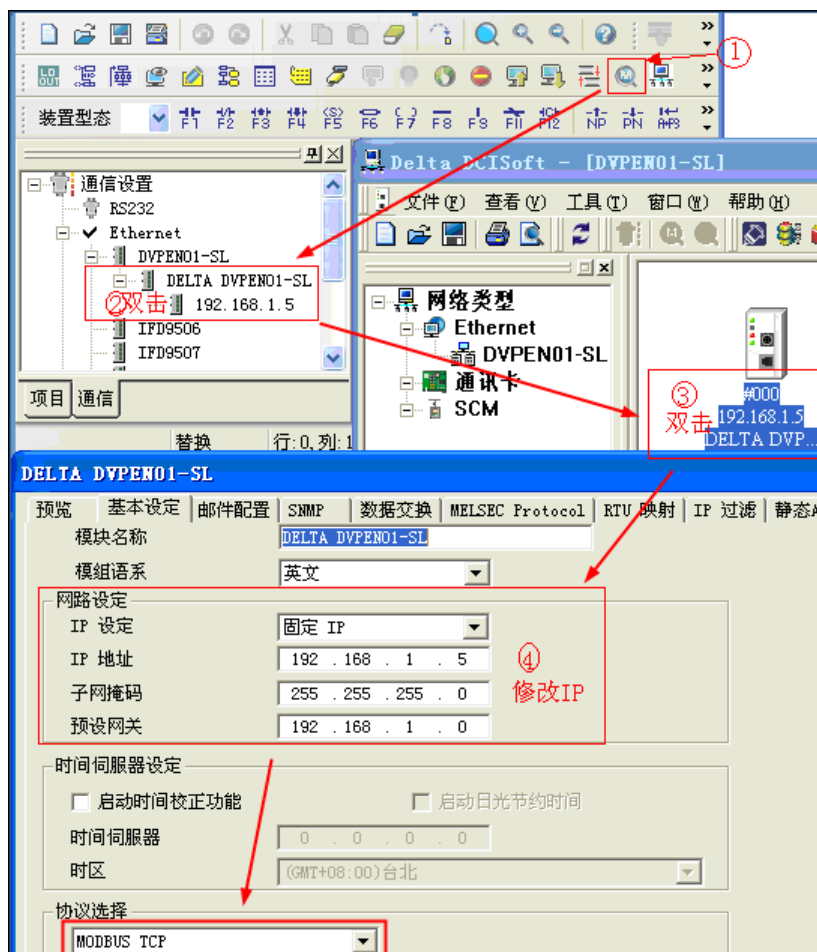 ①
装置型态
F1 F2 F3 F4 F5 F6 F7 F8 F9 F11 F12 NP PN
通信设置
RS232
Ethernet
DVPEN01-SL
DELTA DVPEN01-SL
②双击
192.168.1.5
IFD9506
IFD9507
项目 通信
替换 行: 0, 列: 1
Delta DCISoft - [DVPEN01-SL]
文件(F) 查看(V) 工具(T) 窗口(W) 帮助(H)
网络类型
Ethernet
DVPEN01-SL
通讯卡
SCM
③
双击
#000
192.168.1.5
DELTA DVP...
DELTA DVPEN01-SL
预览 基本设定 邮件配置 SNMP 数据交换 MELSEC Protocol RTU 映射 IP 过滤 静态A
模块名称 DELTA DVPEN01-SL
模组语系 英文
网路设定
IP 设定 固定 IP
IP 地址 192 . 168 . 1 . 5
④
子网掩码 255 . 255 . 255 . 0
修改IP
预设网关 192 . 168 . 1 . 0
时间伺服器设定
启动时间校正功能 启动日光节约时间
时间伺服器 0 . 0 . 0 . 0
时区 (GMT+08:00)台北
协议选择
MODBUS TCP